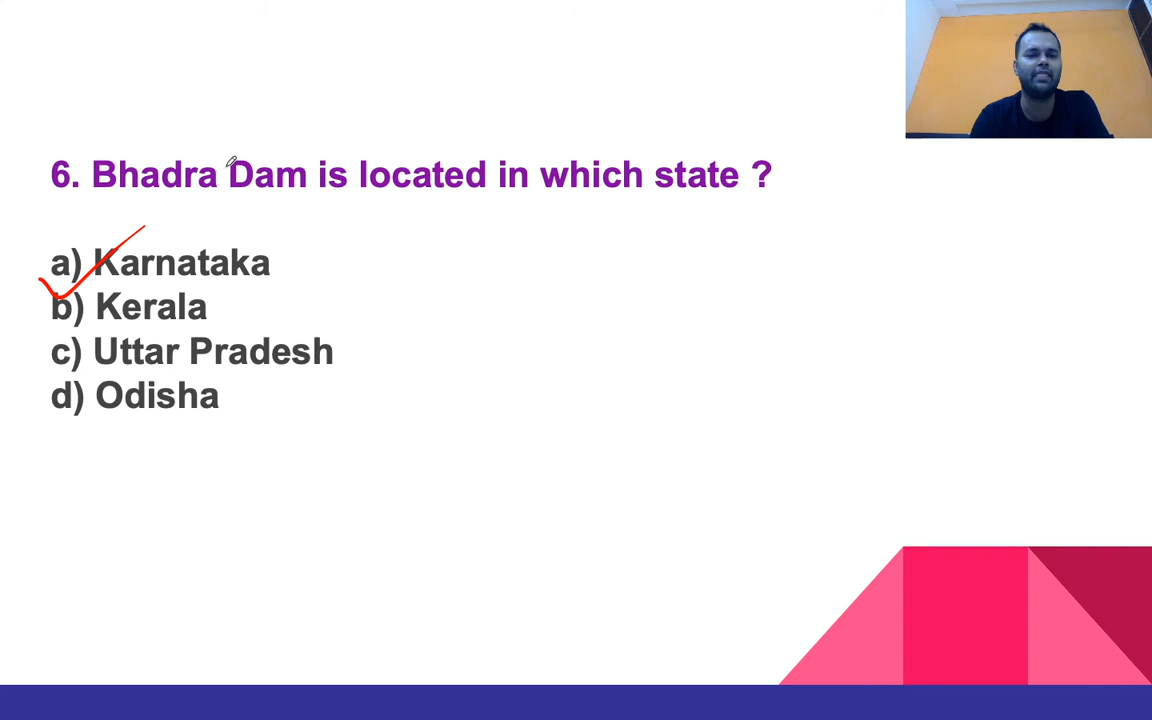 6. Bhadra Dam is located in which state ?
a) Karnataka
b) Kerala
c) Uttar Pradesh
d) Odisha